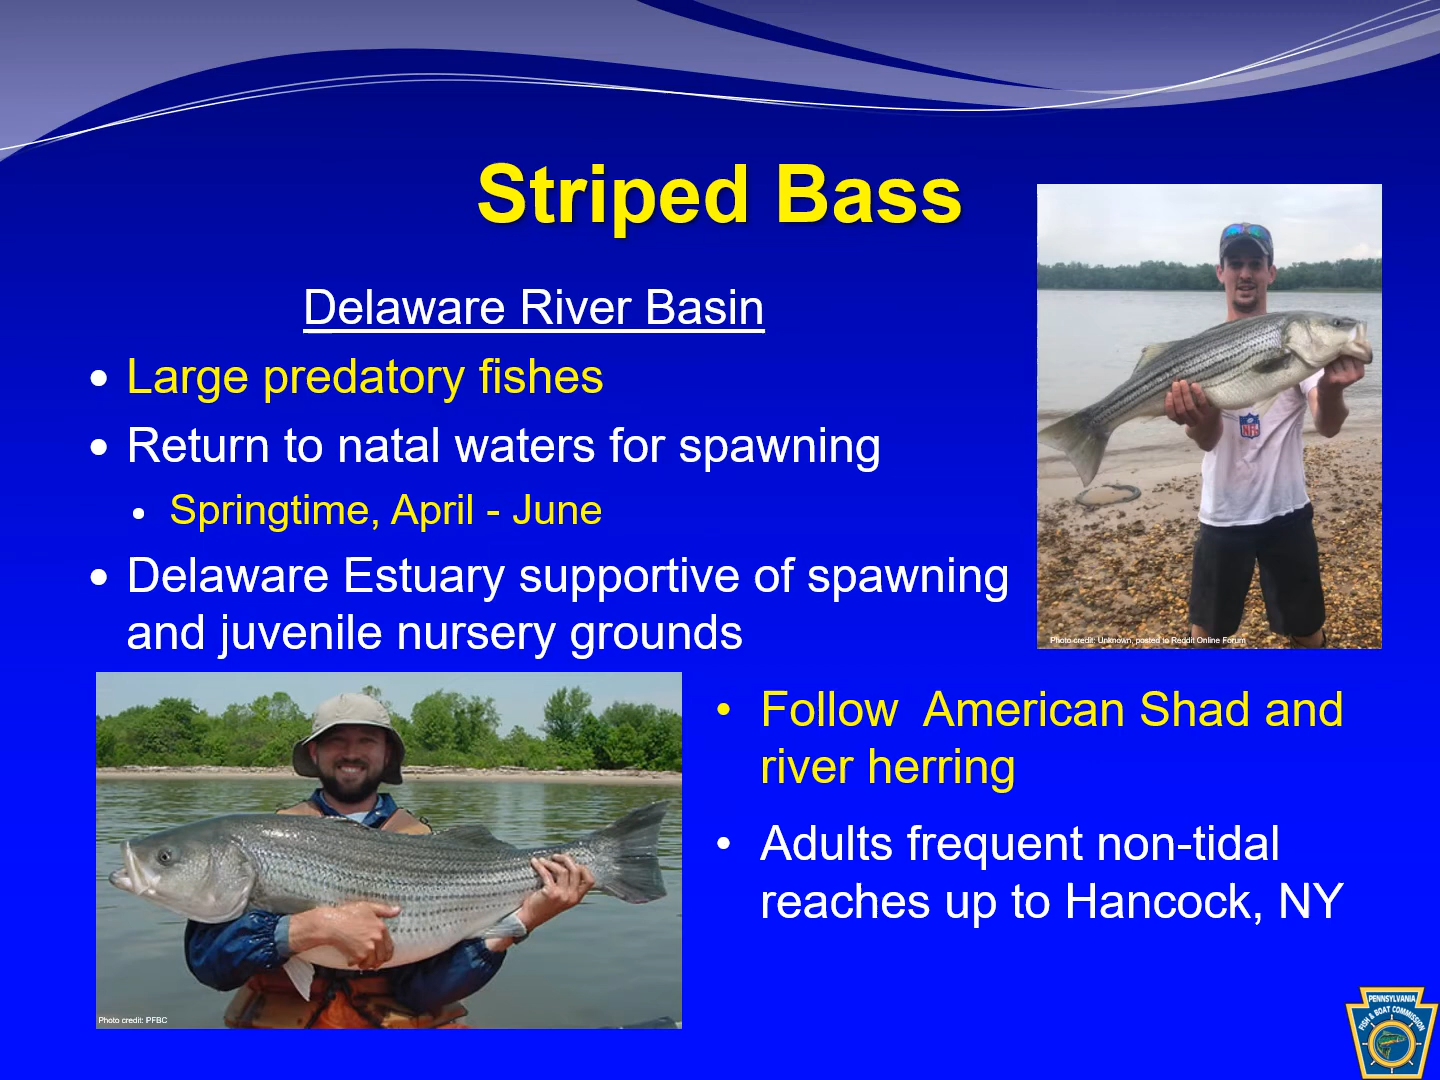 Striped Bass
Delaware River Basin
• Large predatory fishes
• Return to natal waters for spawning
• Springtime, April - June
• Delaware Estuary supportive of spawning
and juvenile nursery grounds
NFL
Photo credit: Unknown, posted to Reddit Online Forum
• Follow  American Shad and
river herring
• Adults frequent non-tidal
reaches up to Hancock, NY
Photo credit: PFBC
PENNSYLVANIA
FISH & BOAT COMMISSION